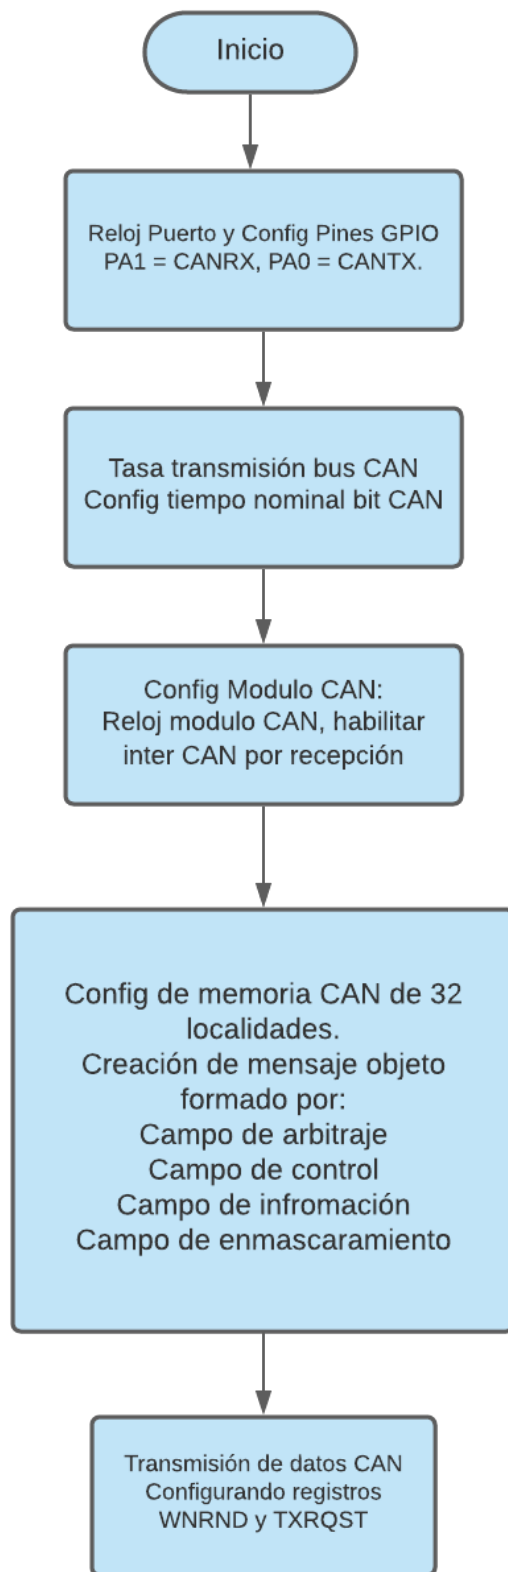 Inicio
Reloj Puerto y Config Pines GPIO
PA1 = CANRX, PA0 = CANTX.
Tasa transmisión bus CAN
Config tiempo nominal bit CAN
Config Modulo CAN:
Reloj modulo CAN, habilitar
inter CAN por recepción
Config de memoria CAN de 32
localidades.
Creación de mensaje objeto
formado por:
Campo de arbitraje
Campo de control
Campo de infromación
Campo de enmascaramiento
Transmisión de datos CAN
Configurando registros
WNRND y TXRQST